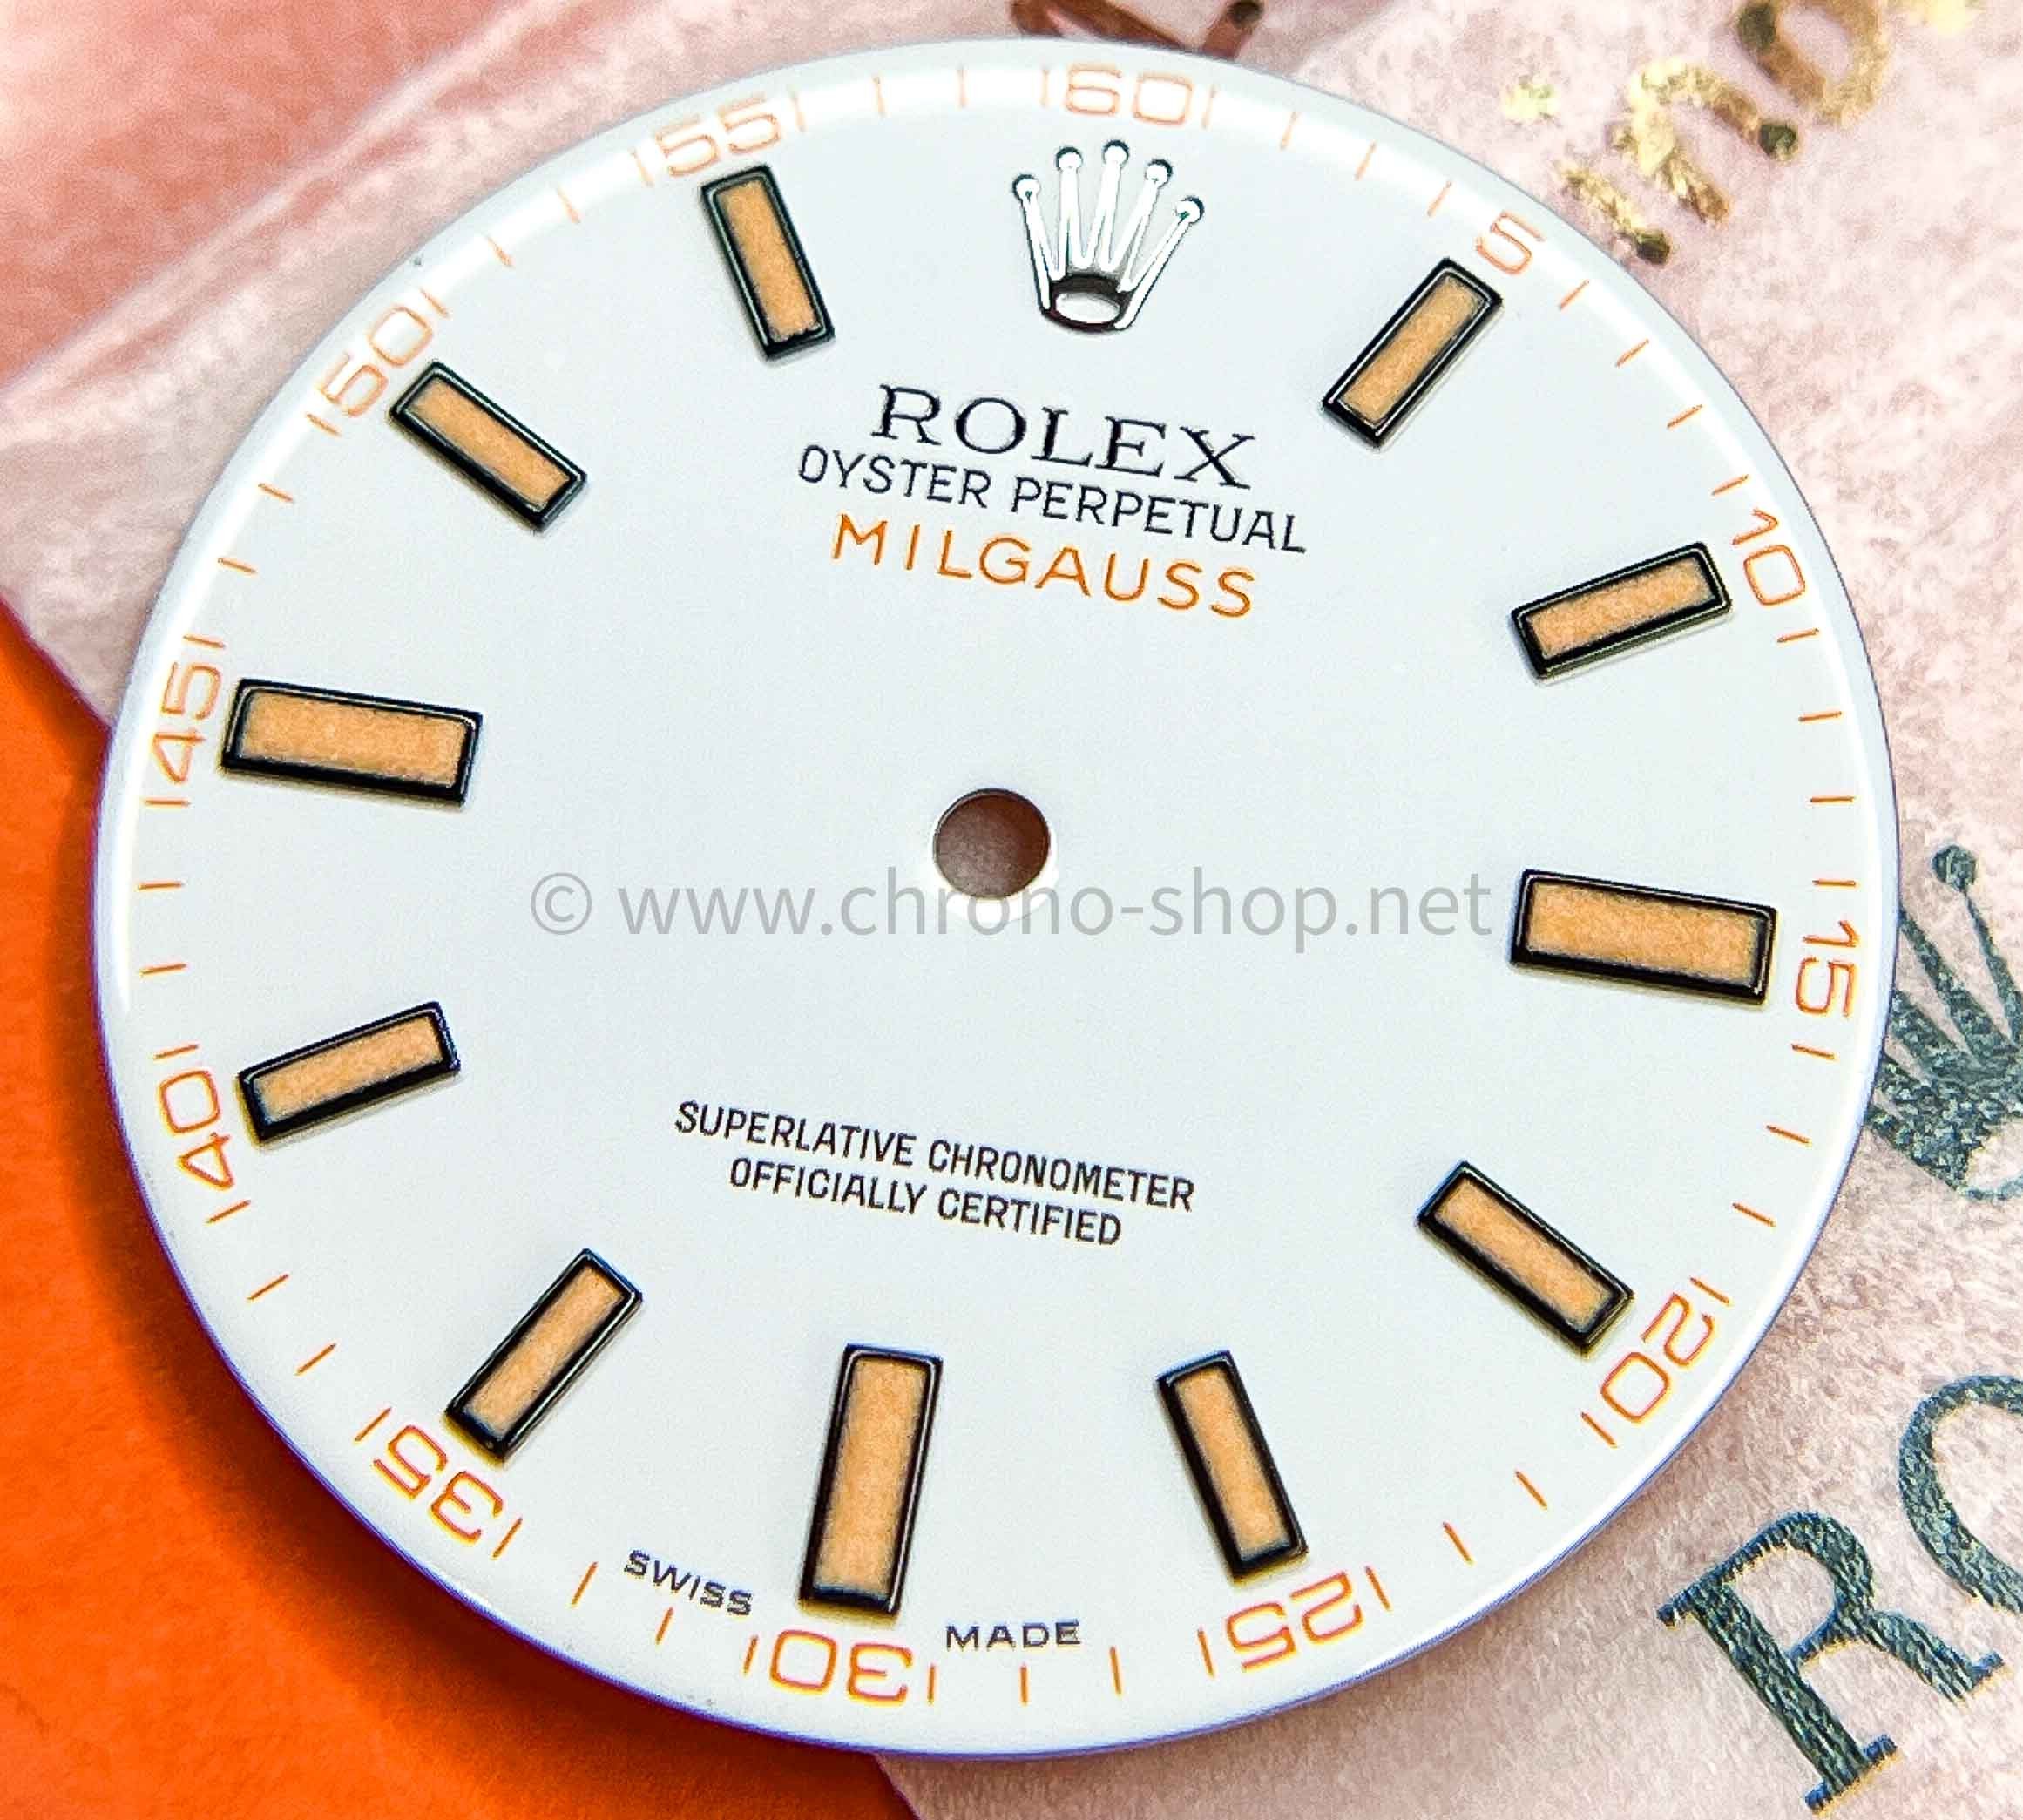 60
55
5
50
ROLEX
OYSTER PERPETUAL
MILGAUSS
10
45
© www.chrono-shop.net
15
40
SUPERLATIVE CHRONOMETER
OFFICIALLY CERTIFIED
20
35
SWISS MADE
25
30